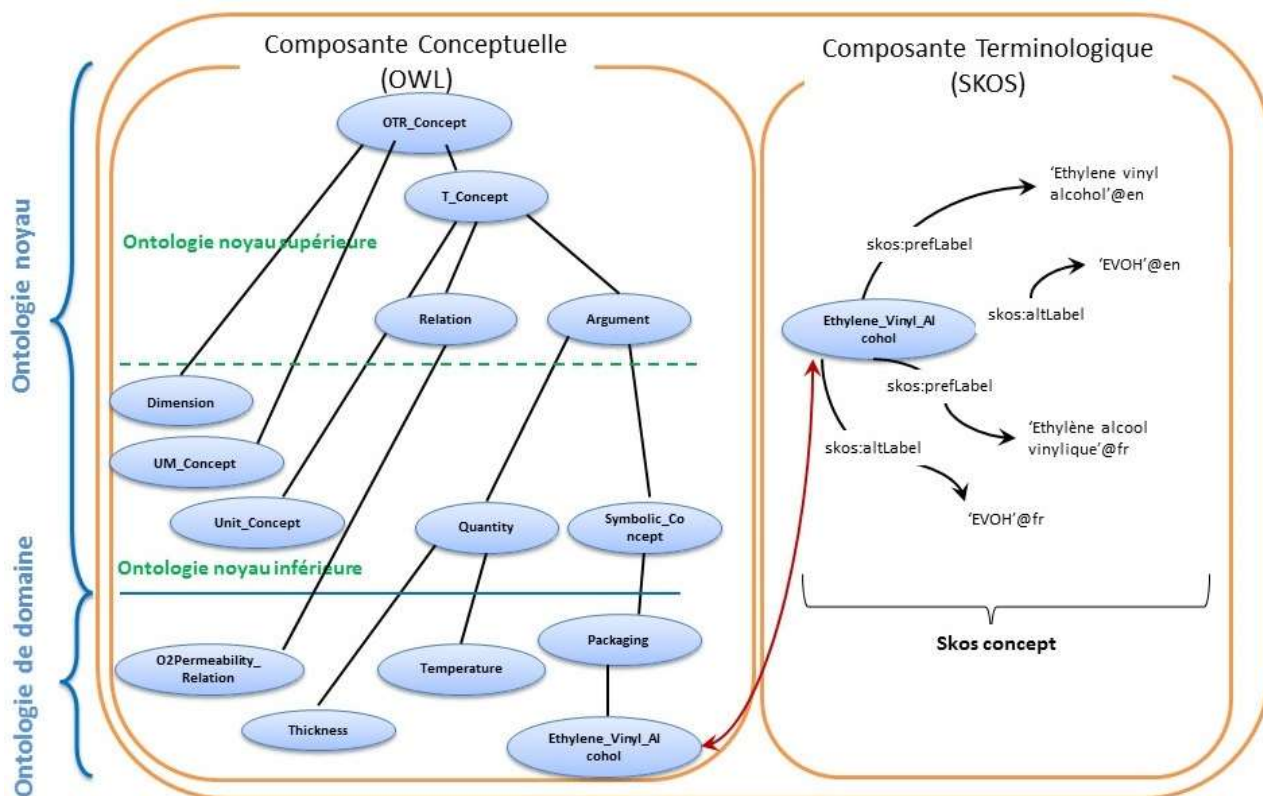 Composante Conceptuelle
(OWL)
Composante Terminologique
(SKOS)
Ontologie noyau
Ontologie de domaine
OTR_Concept
T_Concept
Ontologie noyau supérieure
Relation
Argument
Dimension
UM_Concept
Unit_Concept
Quantity
Symbolic_Co
ncept
Ontologie noyau inférieure
O2Permeability_
Relation
Temperature
Packaging
Thickness
Ethylene_Vinyl_Al
cohol
'Ethylene vinyl
alcohol'@en
skos:prefLabel
'EVOH'@en
skos:altLabel
Ethylene_Vinyl_Al
cohol
skos:prefLabel
'Ethylène alcool
vinylique'@fr
skos:altLabel
'EVOH'@fr
Skos concept